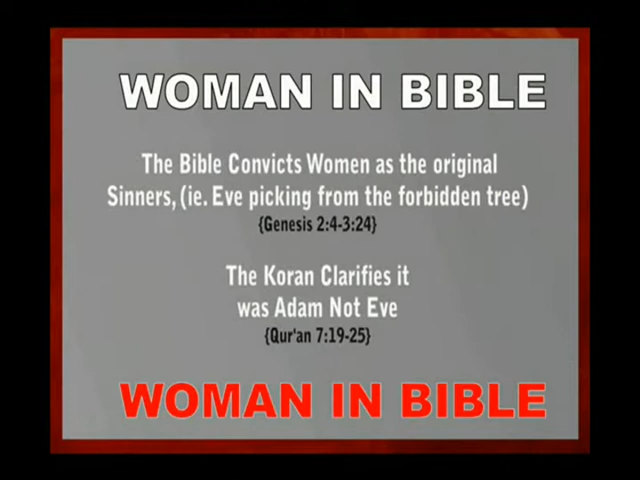 WOMAN IN BIBLE
The Bible Convicts Women as the original
Sinners, (ie. Eve picking from the forbidden tree)
{Genesis 2:4-3:24}
The Koran Clarifies it
was Adam Not Eve
{Qur'an 7:19-25}
WOMAN IN BIBLE